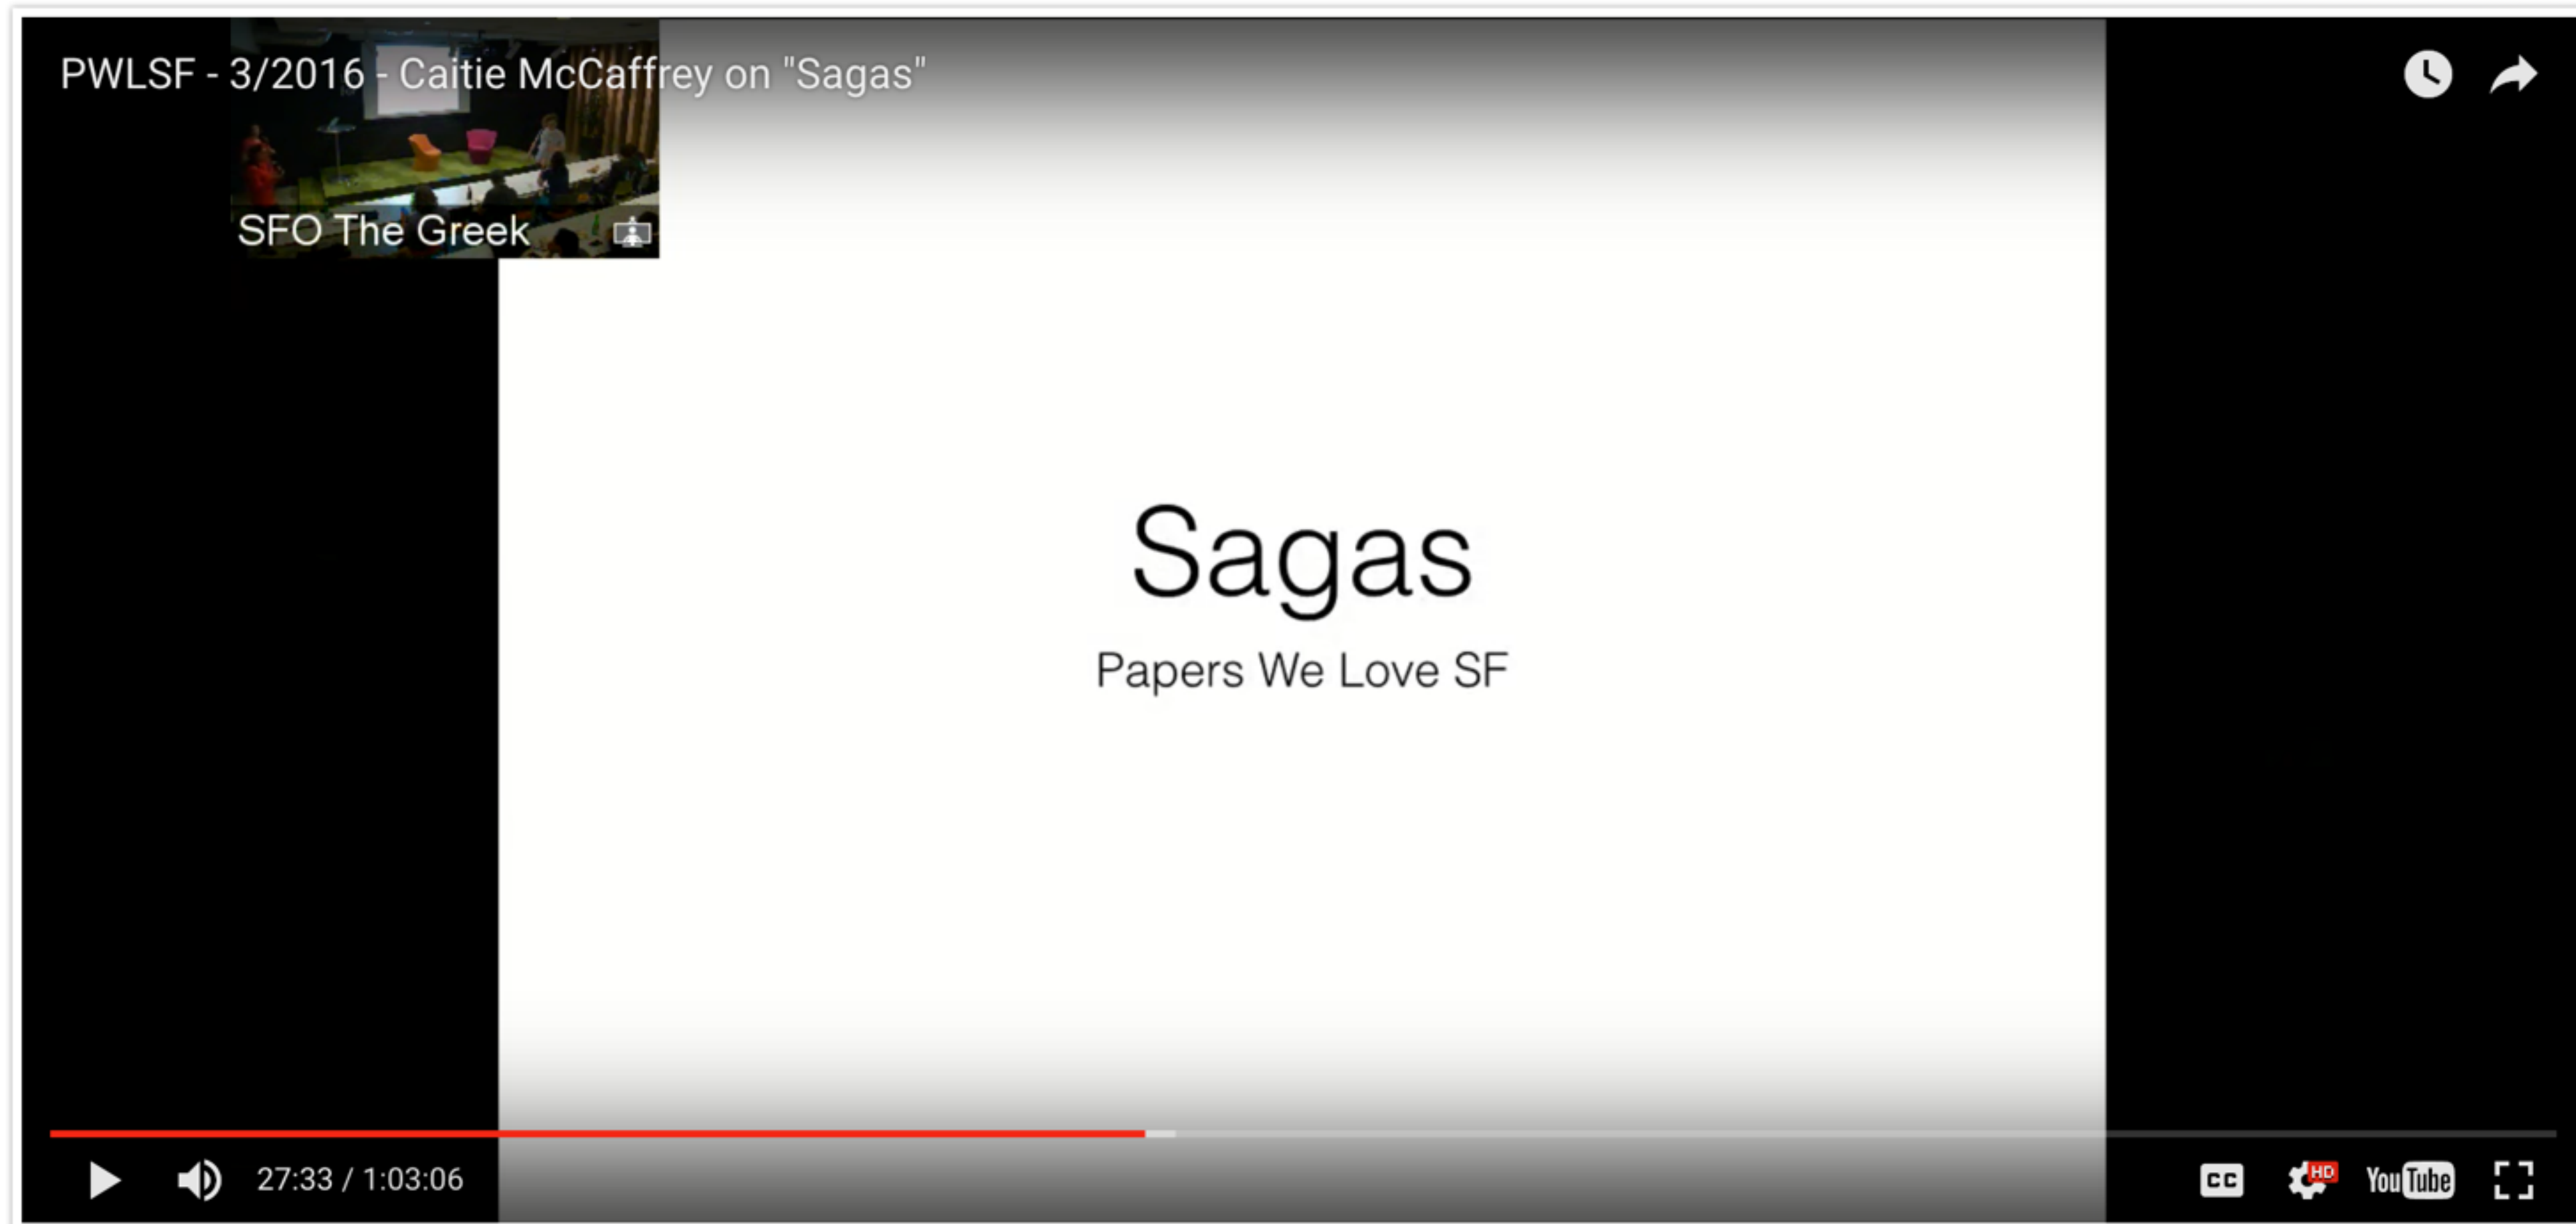 PWLSF - 3/2016 - Caitie McCaffrey on "Sagas"
SFO The Greek
Sagas
Papers We Love SF
27:33 / 1:03:06
CC
HD
YouTube